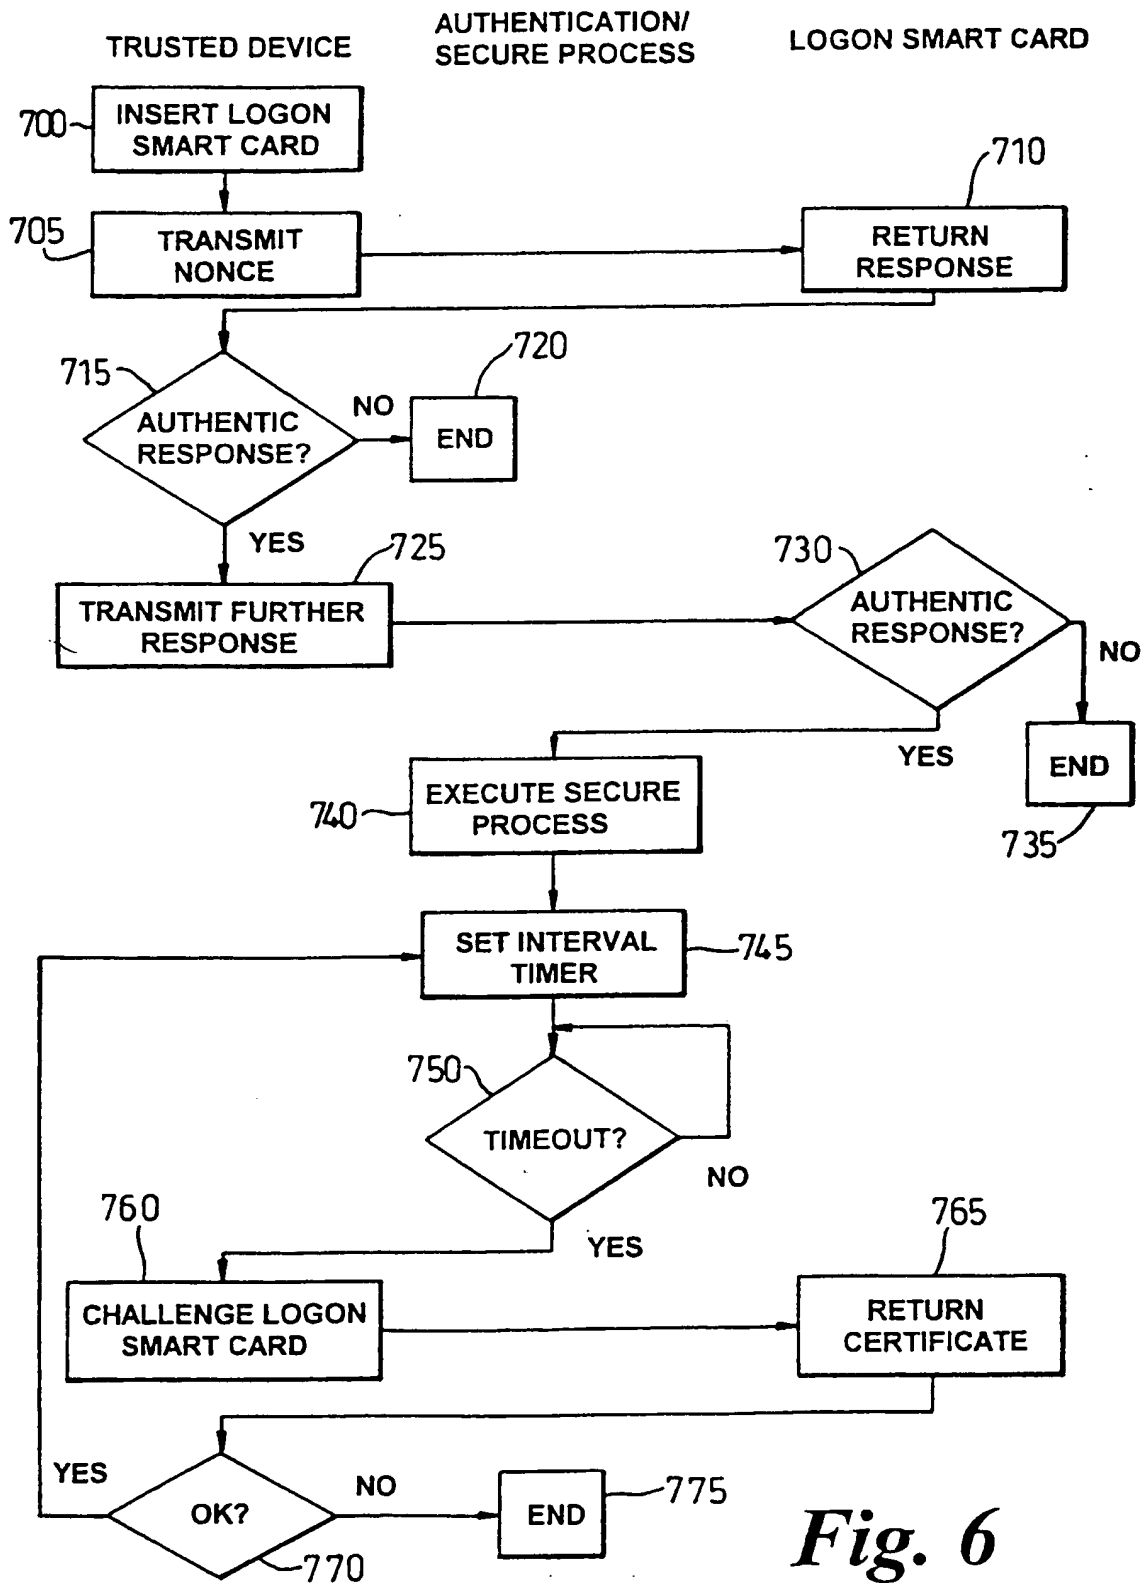 TRUSTED DEVICE
AUTHENTICATION/
SECURE PROCESS
LOGON SMART CARD
700
INSERT LOGON
SMART CARD
705
TRANSMIT
NONCE
710
RETURN
RESPONSE
715
AUTHENTIC
RESPONSE?
NO
720
END
YES
725
TRANSMIT FURTHER
RESPONSE
730
AUTHENTIC
RESPONSE?
NO
YES
END
735
740
EXECUTE SECURE
PROCESS
SET INTERVAL
TIMER
745
750
TIMEOUT?
NO
YES
760
CHALLENGE LOGON
SMART CARD
765
RETURN
CERTIFICATE
YES
OK?
NO
END
775
770
Fig. 6